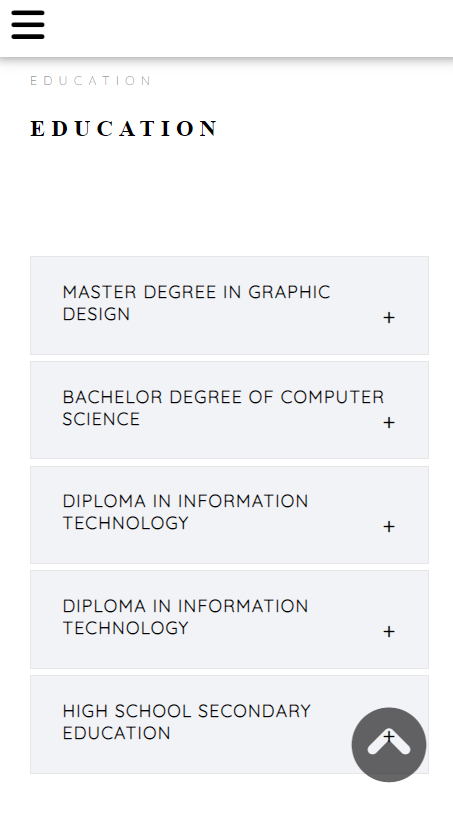 EDUCATION
EDUCATION
MASTER DEGREE IN GRAPHIC
DESIGN
+
BACHELOR DEGREE OF COMPUTER
SCIENCE
+
DIPLOMA IN INFORMATION
TECHNOLOGY
+
DIPLOMA IN INFORMATION
TECHNOLOGY
+
HIGH SCHOOL SECONDARY
EDUCATION
+